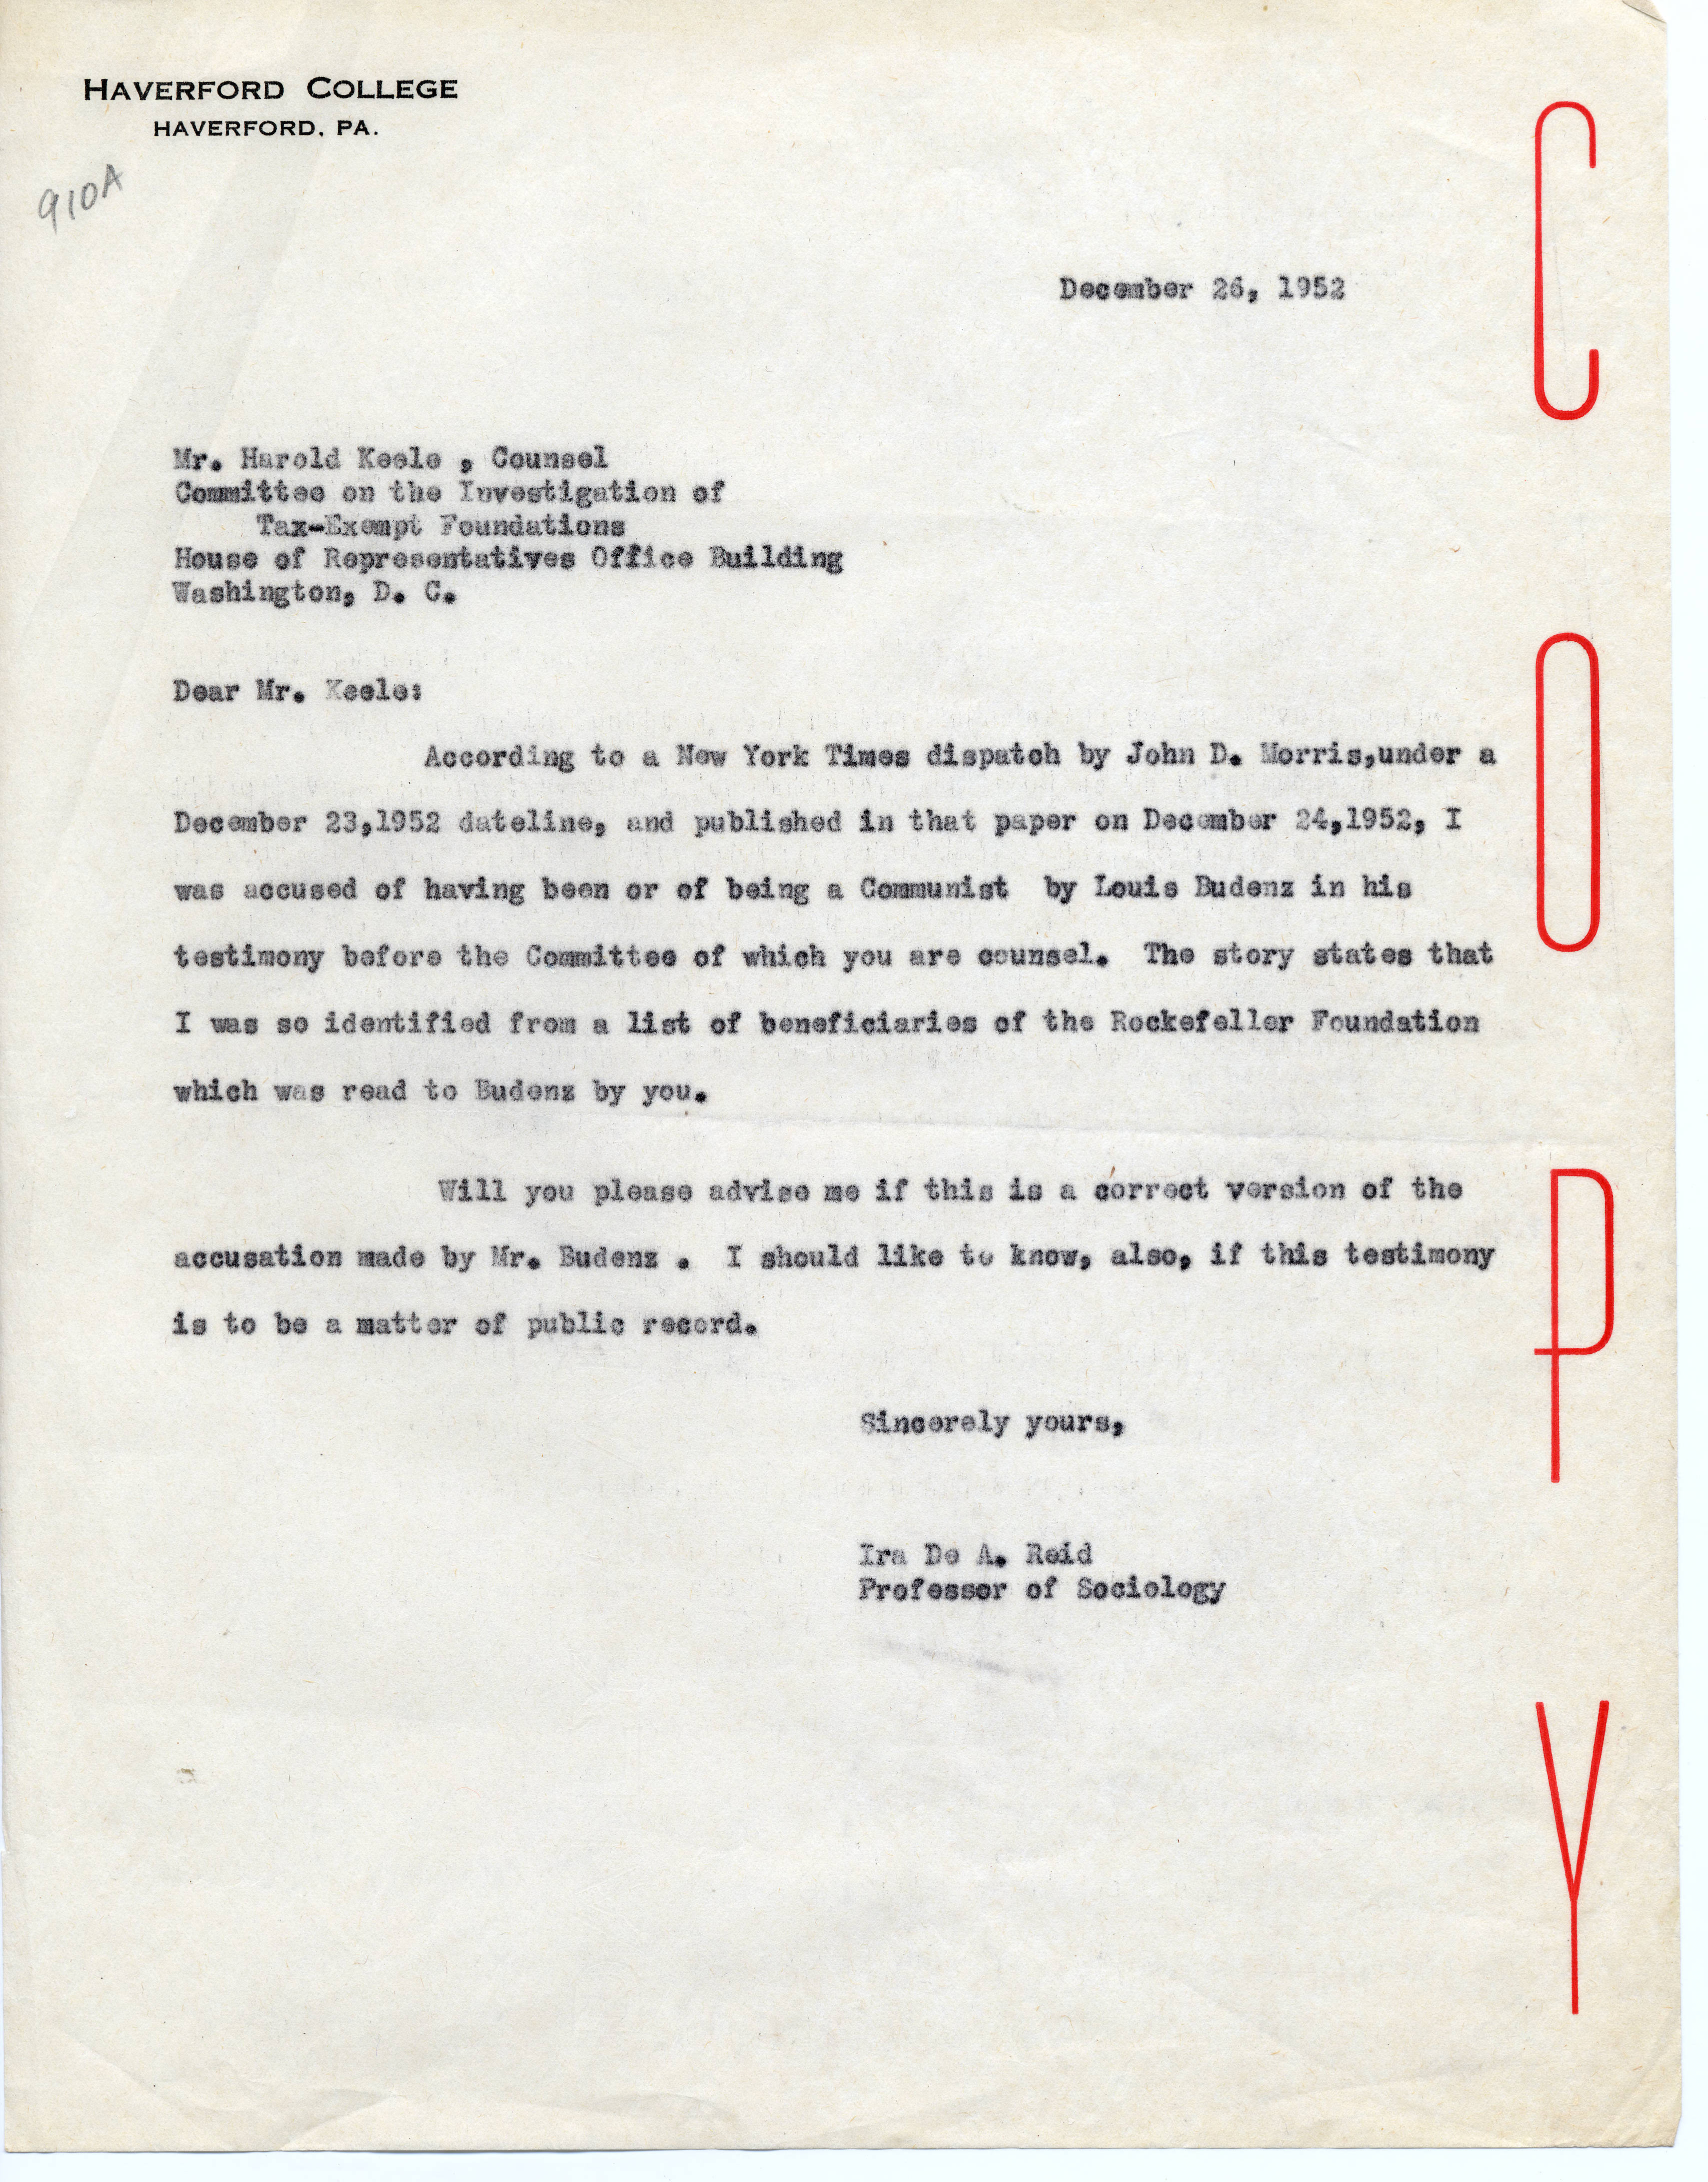 HAVERFORD COLLEGE
HAVERFORD, PA.
910A
December 26, 1952
Mr. Harold Keele , Counsel
Committee on the Investigation of
Tax-Exempt Foundations
House of Representatives Office Building
Washington, D. C.
Dear Mr. Keele:
According to a New York Times dispatch by John D. Morris,under a
December 23,1952 dateline, and published in that paper on December 24,1952, I
was accused of having been or of being a Communist by Louis Budenz in his
testimony before the Committee of which you are counsel. The story states that
I was so identified from a list of beneficiaries of the Rockefeller Foundation
which was read to Budenz by you.
Will you please advise me if this is a correct version of the
accusation made by Mr. Budenz . I should like to know, also, if this testimony
is to be a matter of public record.
Sincerely yours,
Ira De A. Reid
Professor of Sociology
COPY